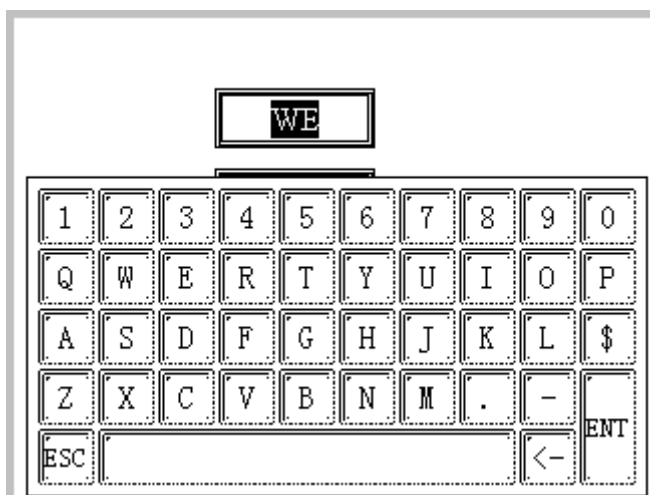 WE
1 2 3 4 5 6 7 8 9 0
Q W E R T Y U I O P
A S D F G H J K L $
Z X C V B N M . - ENT
ESC <-